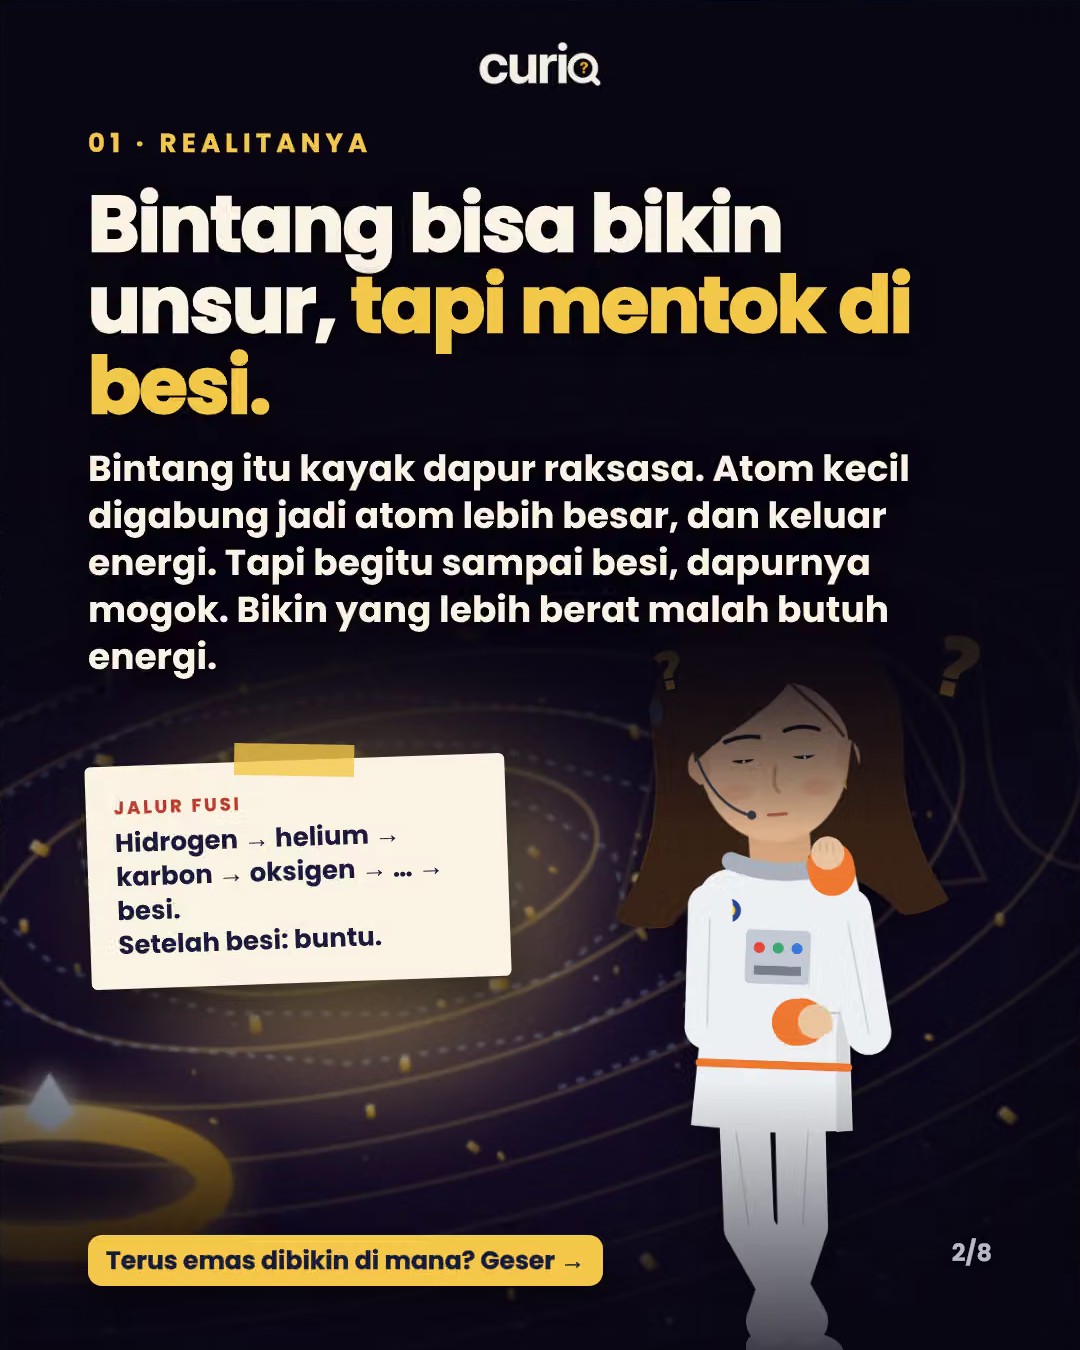 curiQ
01 · REALITANYA
Bintang bisa bikin
unsur, tapi mentok di
besi.
Bintang itu kayak dapur raksasa. Atom kecil
digabung jadi atom lebih besar, dan keluar
energi. Tapi begitu sampai besi, dapurnya
mogok. Bikin yang lebih berat malah butuh
energi.
? ?
JALUR FUSI
Hidrogen → helium →
karbon → oksigen → ... →
besi.
Setelah besi: buntu.
Terus emas dibikin di mana? Geser →
2/8